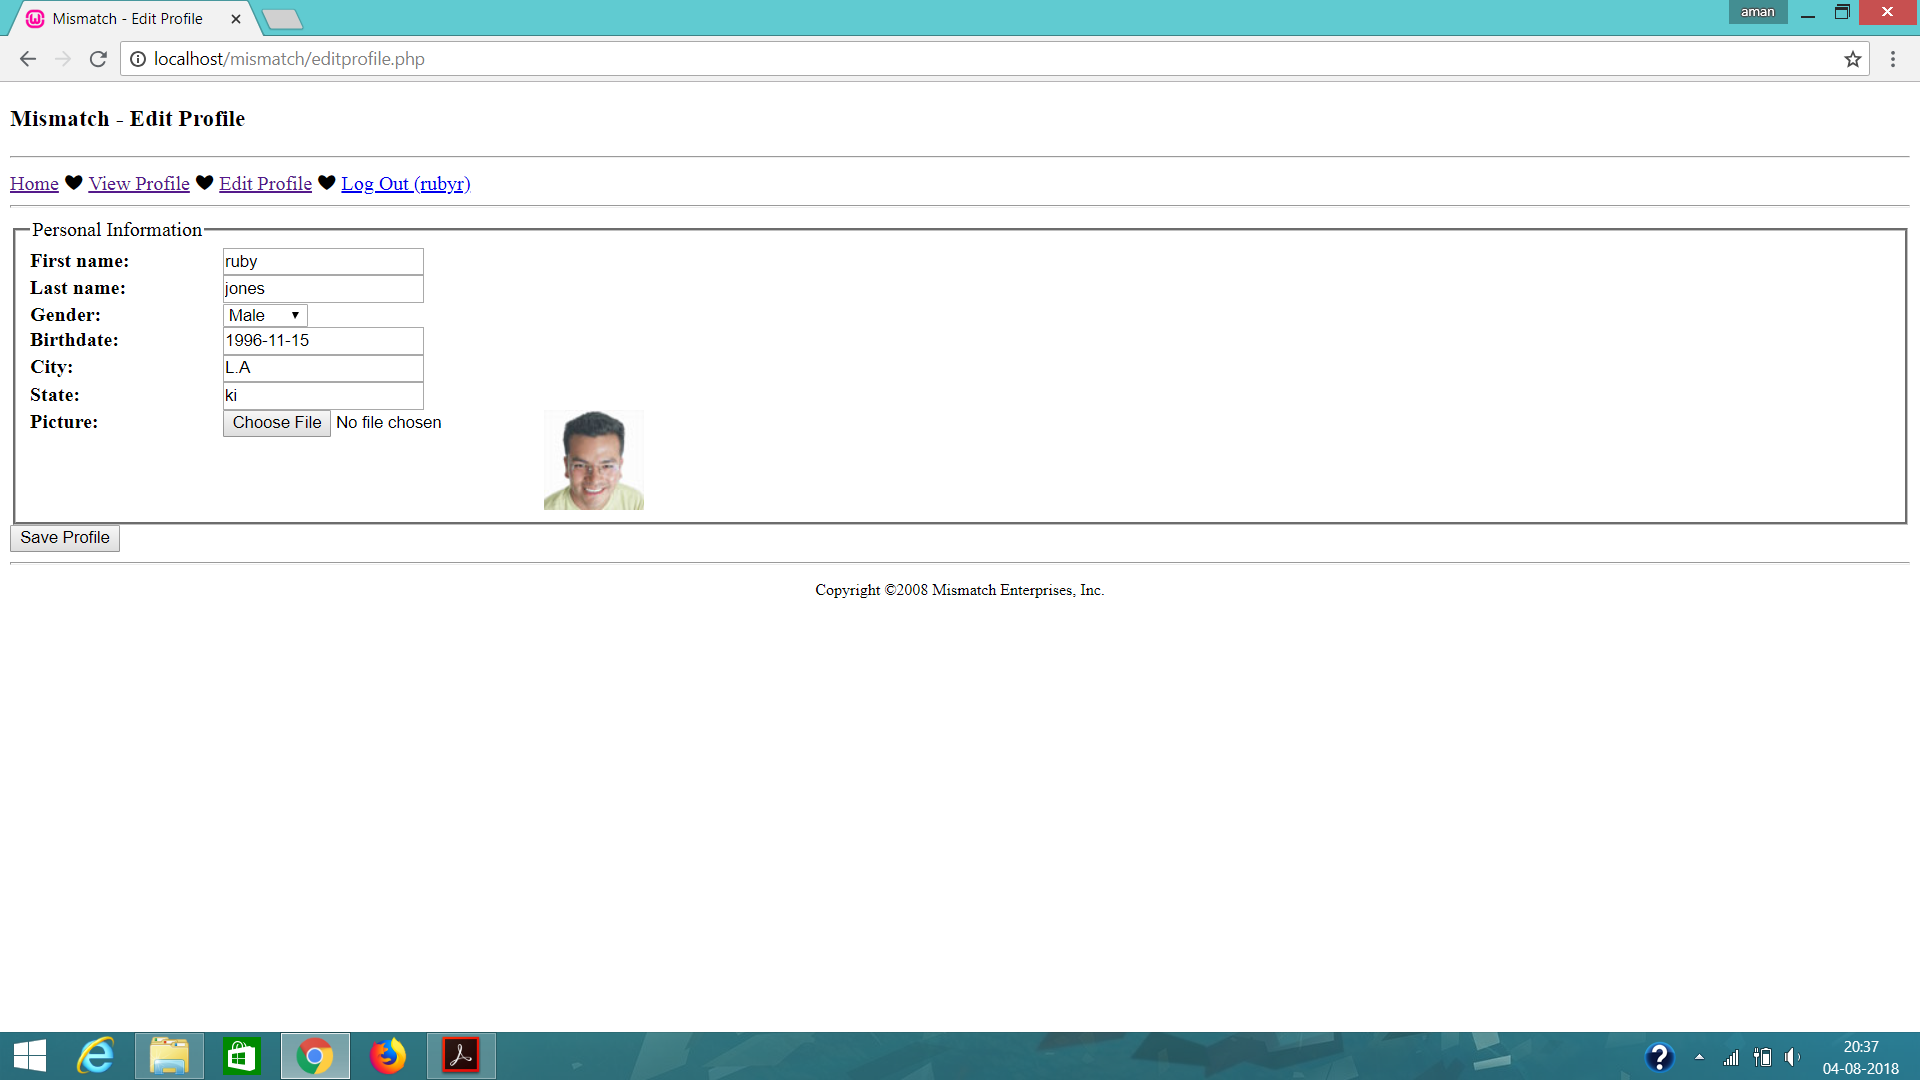 Mismatch - Edit Profile
aman
localhost/mismatch/editprofile.php
Mismatch - Edit Profile
Home ♥ View Profile ♥ Edit Profile ♥ Log Out (rubyr)
Personal Information
First name: ruby
Last name: jones
Gender: Male
Birthdate: 1996-11-15
City: L.A
State: ki
Picture: Choose File No file chosen
Save Profile
Copyright ©2008 Mismatch Enterprises, Inc.
20:37
04-08-2018